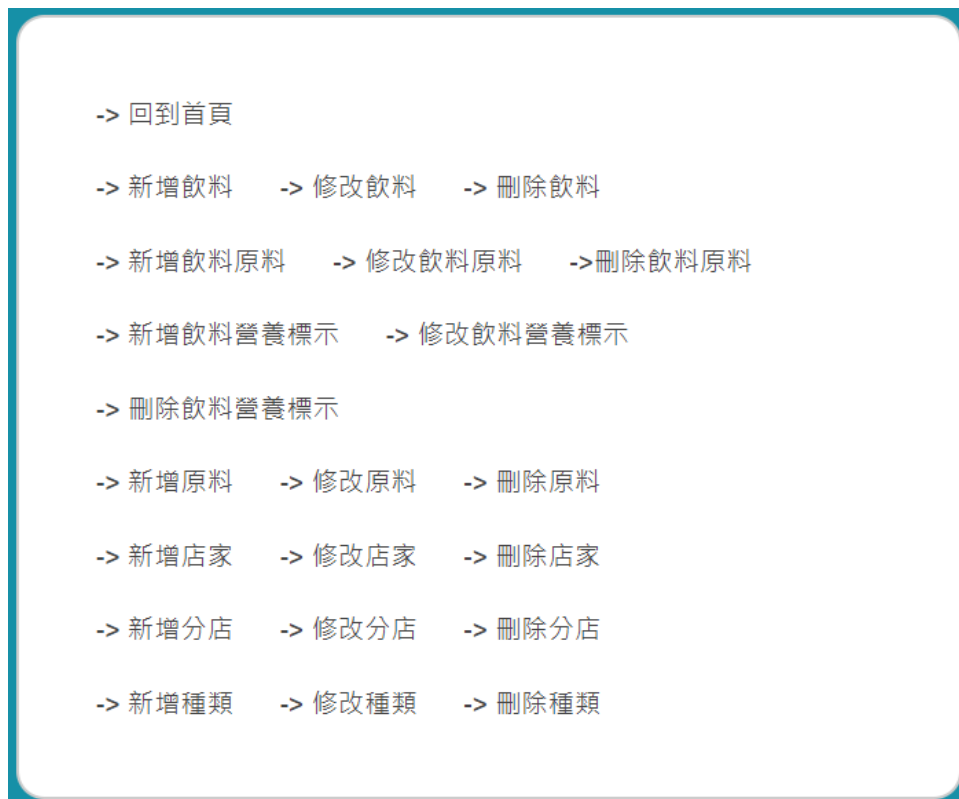 -> 回到首頁
-> 新增飲料 -> 修改飲料 -> 刪除飲料
-> 新增飲料原料 -> 修改飲料原料 ->刪除飲料原料
-> 新增飲料營養標示 -> 修改飲料營養標示
-> 刪除飲料營養標示
-> 新增原料 -> 修改原料 -> 刪除原料
-> 新增店家 -> 修改店家 -> 刪除店家
-> 新增分店 -> 修改分店 -> 刪除分店
-> 新增種類 -> 修改種類 -> 刪除種類